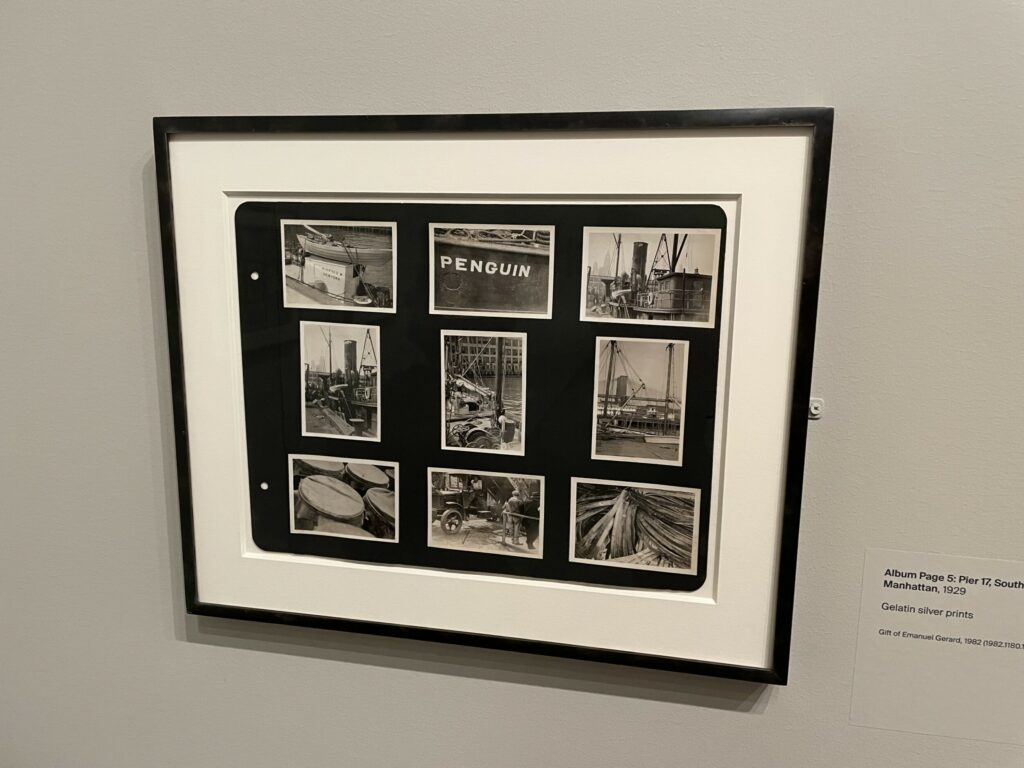 PENGUIN
Album Page 5: Pier 17, South
Manhattan, 1929
Gelatin silver prints
Gift of Emanuel Gerard, 1982 (1982.1180.1